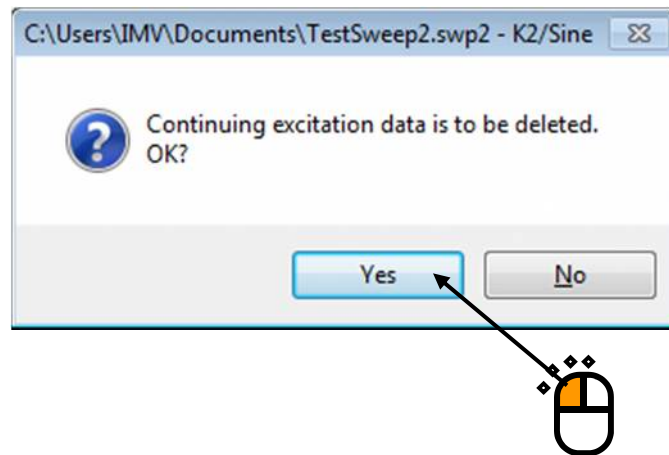 C:\Users\IMV\Documents\TestSweep2.swp2 - K2/Sine
Continuing excitation data is to be deleted.
OK?
Yes
No